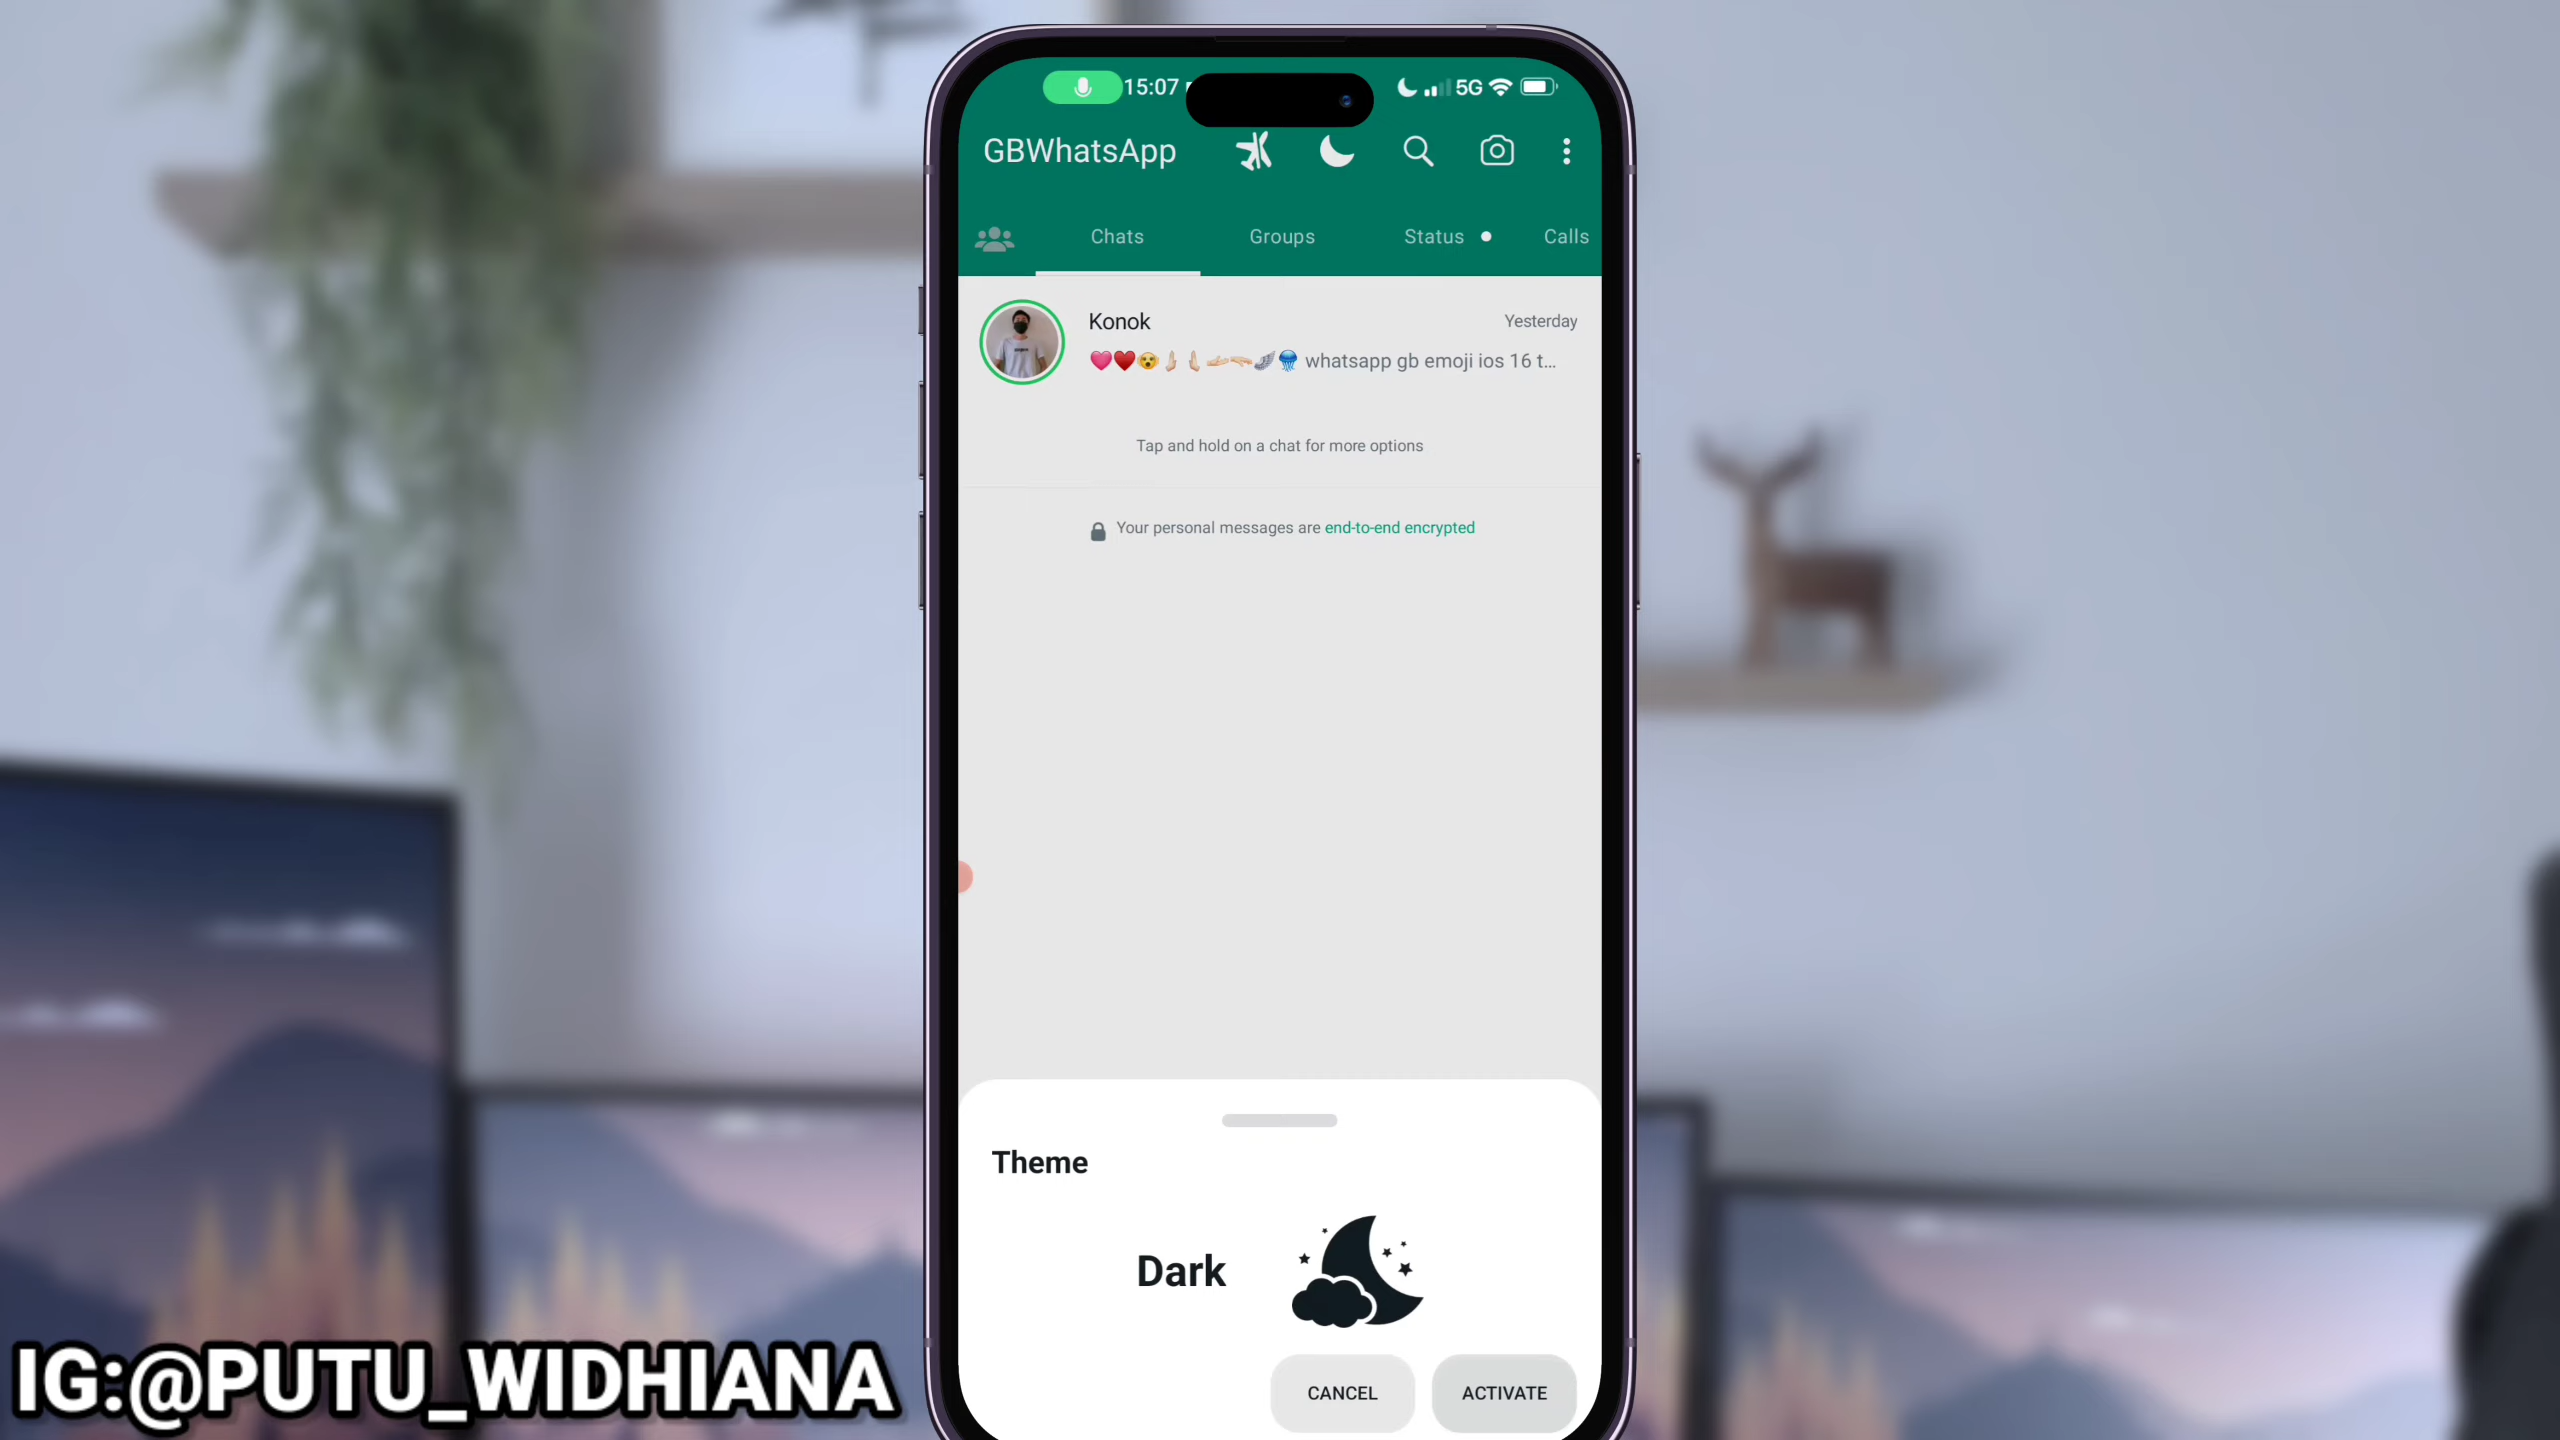 15:07
5G
GBWhatsApp
Chats
Groups
Status
Calls
Konok
Yesterday
💗❤️😮🫸🫷🫴🫳🪽🪼 whatsapp gb emoji ios 16 t...
Tap and hold on a chat for more options
Your personal messages are end-to-end encrypted
Theme
Dark
CANCEL
ACTIVATE
IG:@PUTU_WIDHIANA